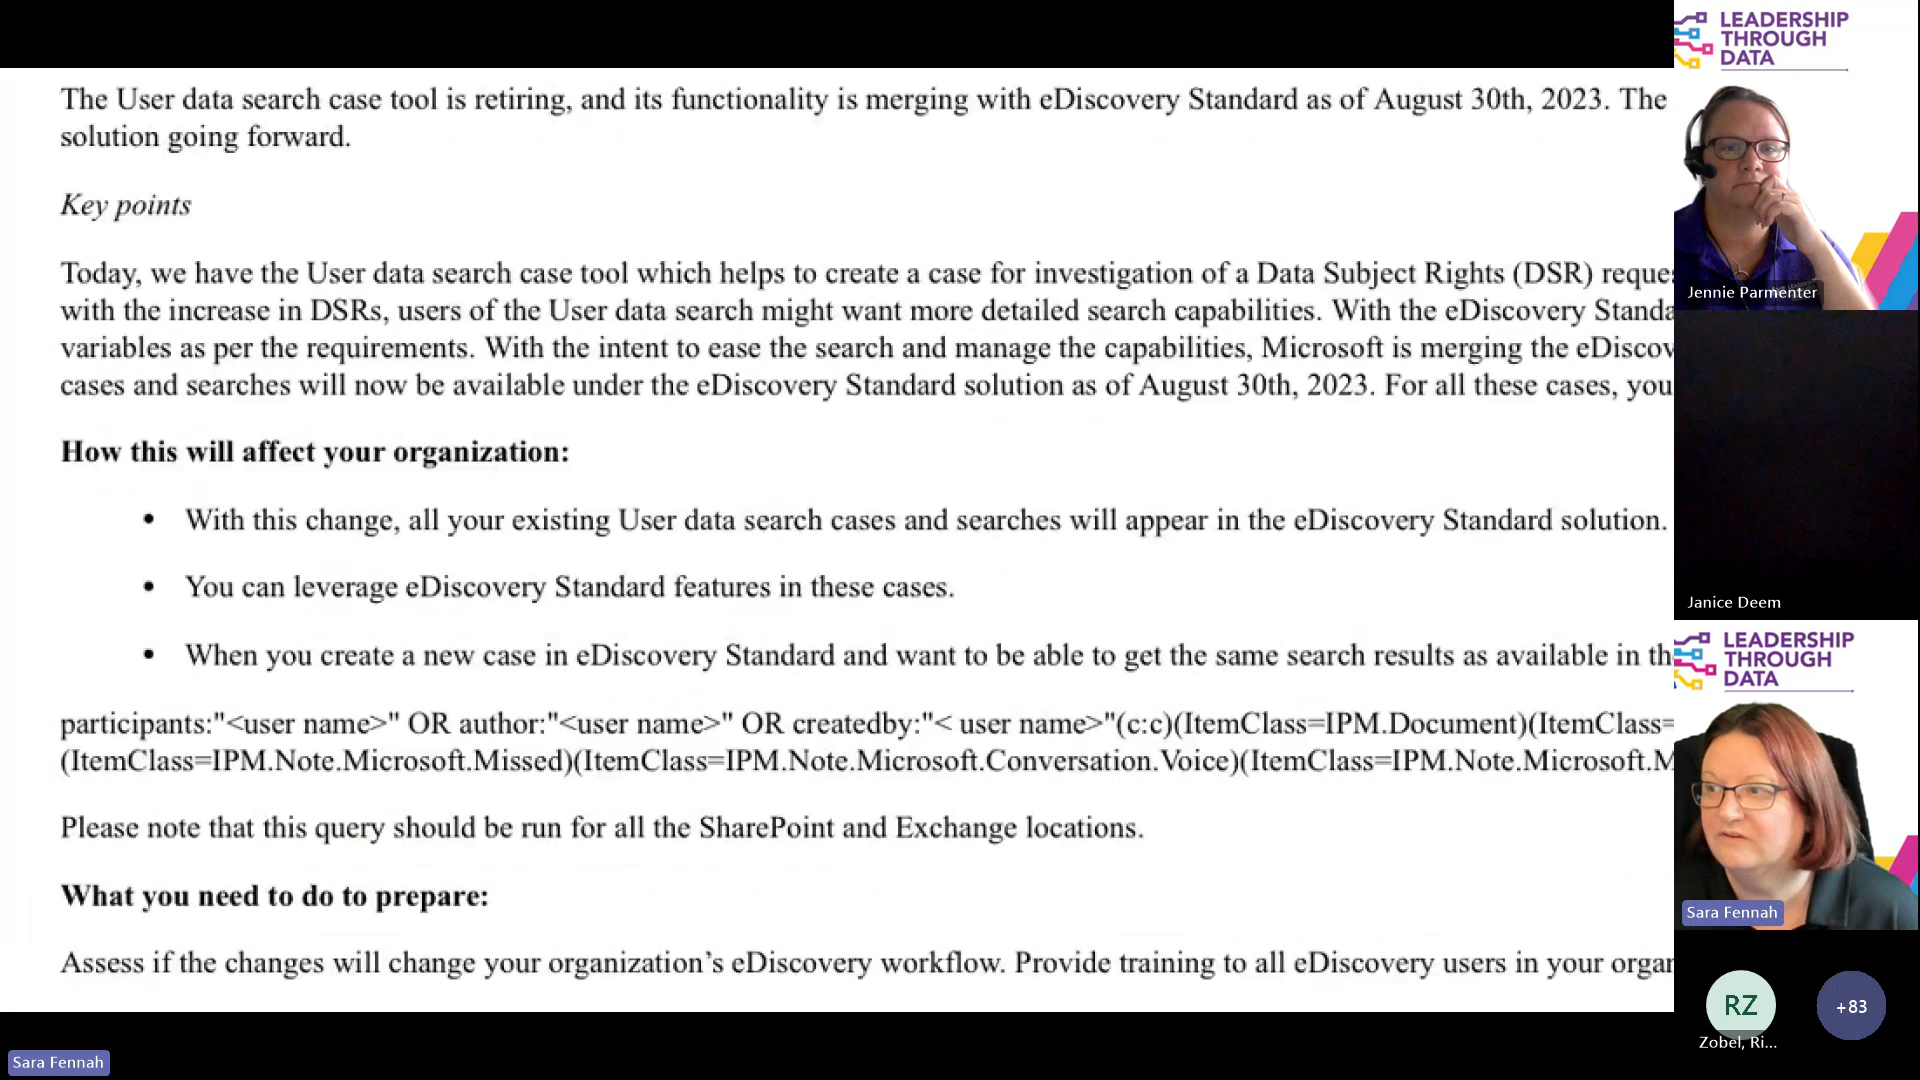 The User data search case tool is retiring, and its functionality is merging with eDiscovery Standard as of August 30th, 2023. The
solution going forward.
Key points
Today, we have the User data search case tool which helps to create a case for investigation of a Data Subject Rights (DSR)
with the increase in DSRs, users of the User data search might want more detailed search capabilities. With the eDiscovery
variables as per the requirements. With the intent to ease the search and manage the capabilities, Microsoft is merging the
cases and searches will now be available under the eDiscovery Standard solution as of August 30th, 2023. For all these cases, you
How this will affect your organization:
• With this change, all your existing User data search cases and searches will appear in the eDiscovery Standard solution.
• You can leverage eDiscovery Standard features in these cases.
• When you create a new case in eDiscovery Standard and want to be able to get the same search results as available in
participants:"<user name>" OR author:"<user name>" OR createdby:"< user name>"(c:c)(ItemClass=IPM.Document)(ItemClass=
(ItemClass=IPM.Note.Microsoft.Missed)(ItemClass=IPM.Note.Microsoft.Conversation.Voice)(ItemClass=IPM.Note.Microsoft.M
Please note that this query should be run for all the SharePoint and Exchange locations.
What you need to do to prepare:
Assess if the changes will change your organization's eDiscovery workflow. Provide training to all eDiscovery users in your
Sara Fennah
LEADERSHIP
THROUGH
DATA
Jennie Parmenter
Janice Deem
LEADERSHIP
THROUGH
DATA
Sara Fennah
RZ
+83
Zobel, Ri...